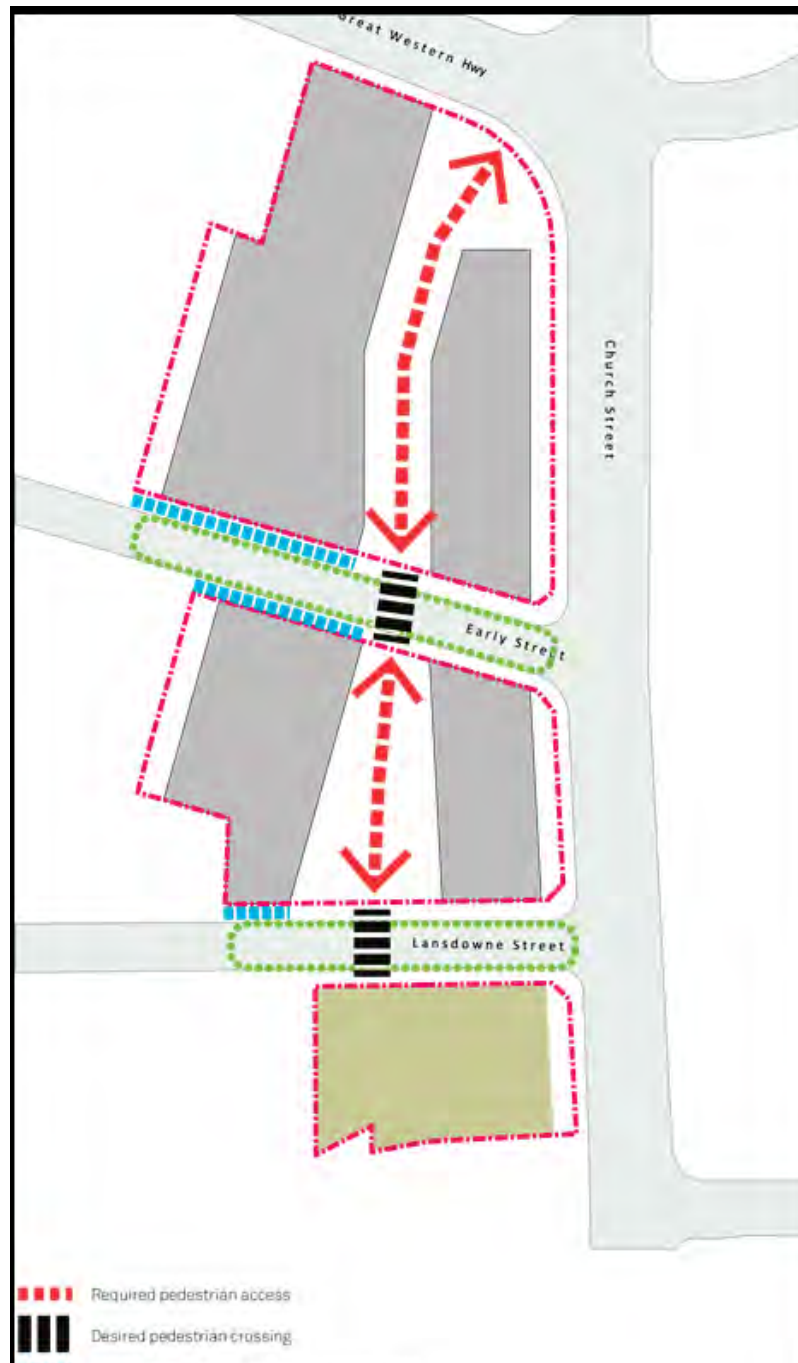 Great Western Hwy
Church Street
Early Street
Lansdowne Street
Required pedestrian access
Desired pedestrian crossing